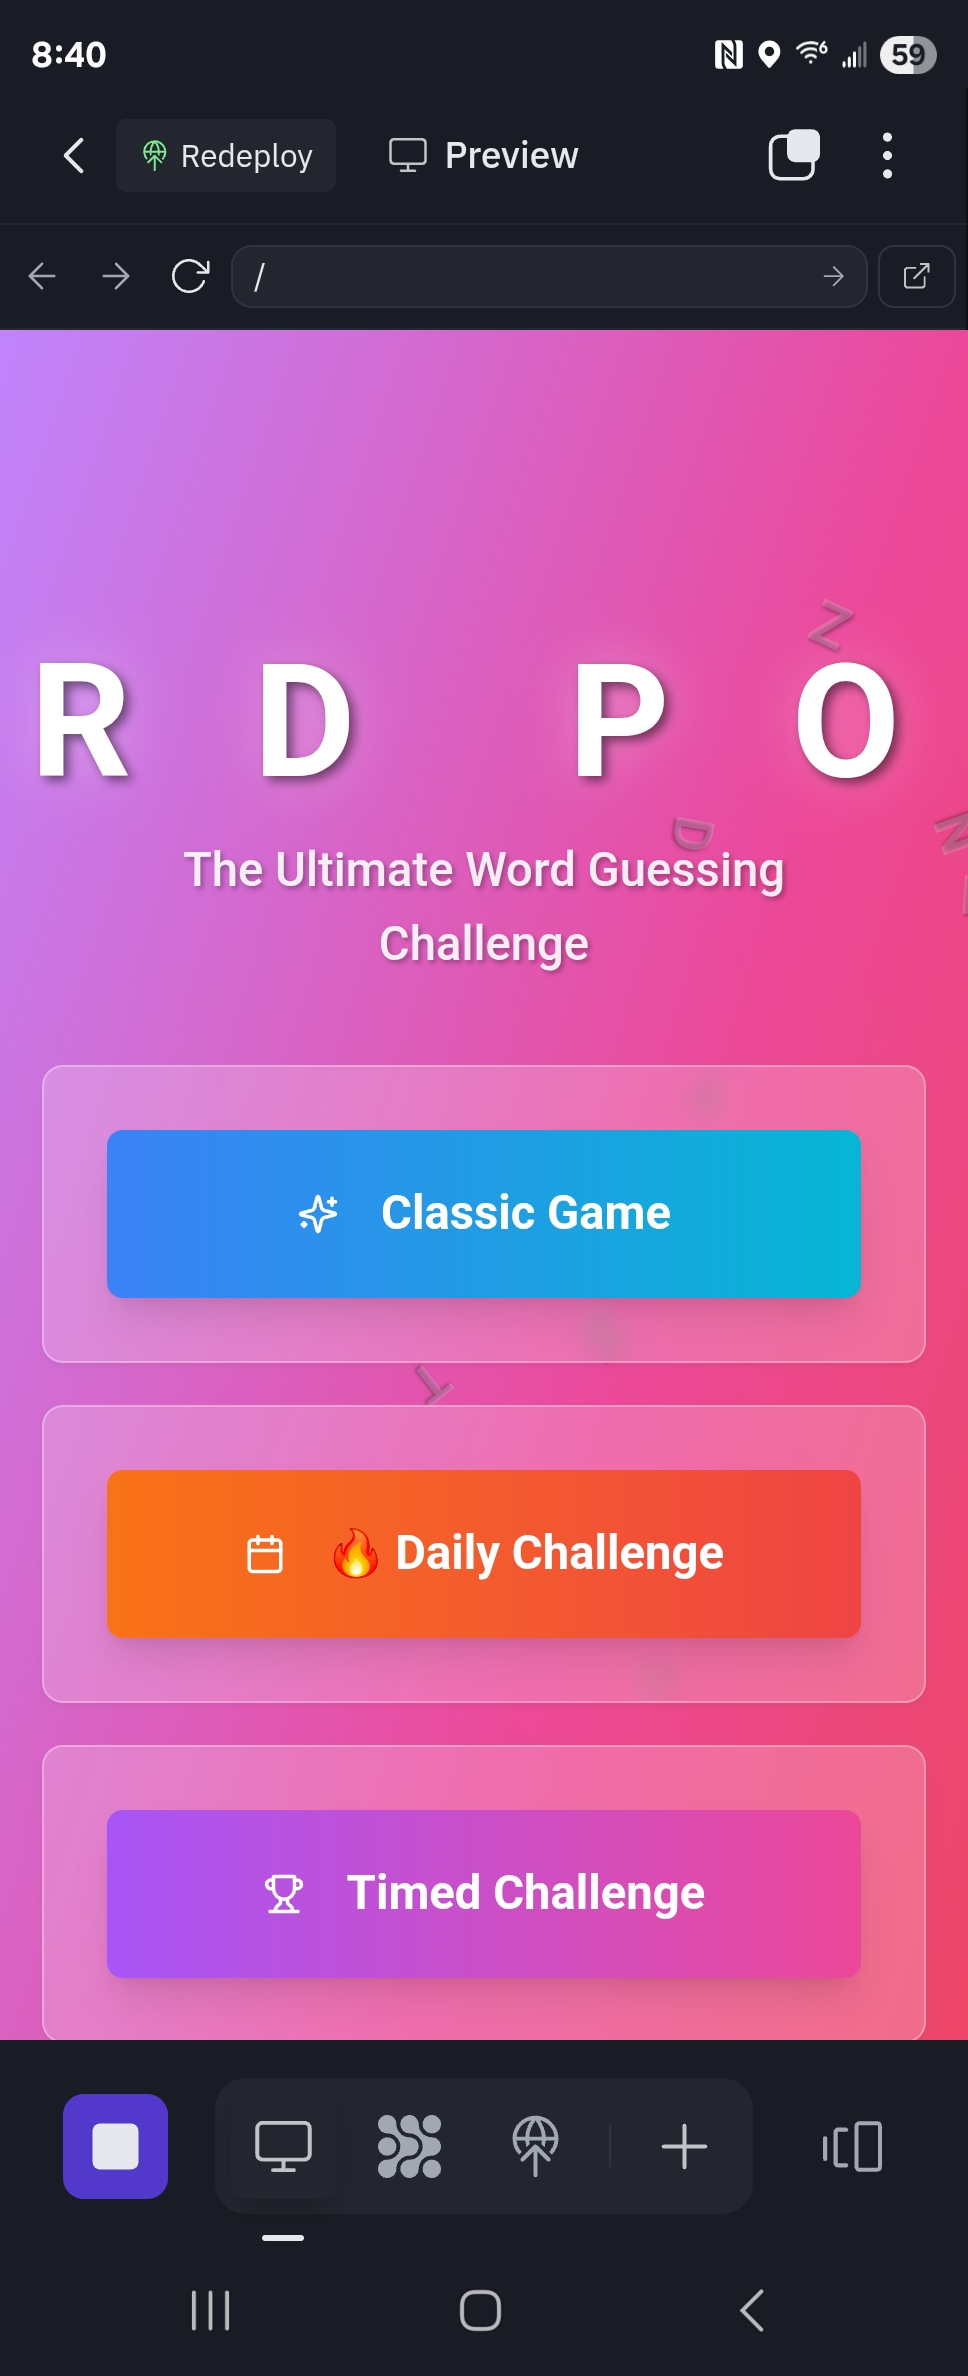 8:40
59
Redeploy
Preview
/
Z
R D P O
D
The Ultimate Word Guessing
Challenge
Classic Game
T
🔥 Daily Challenge
Timed Challenge